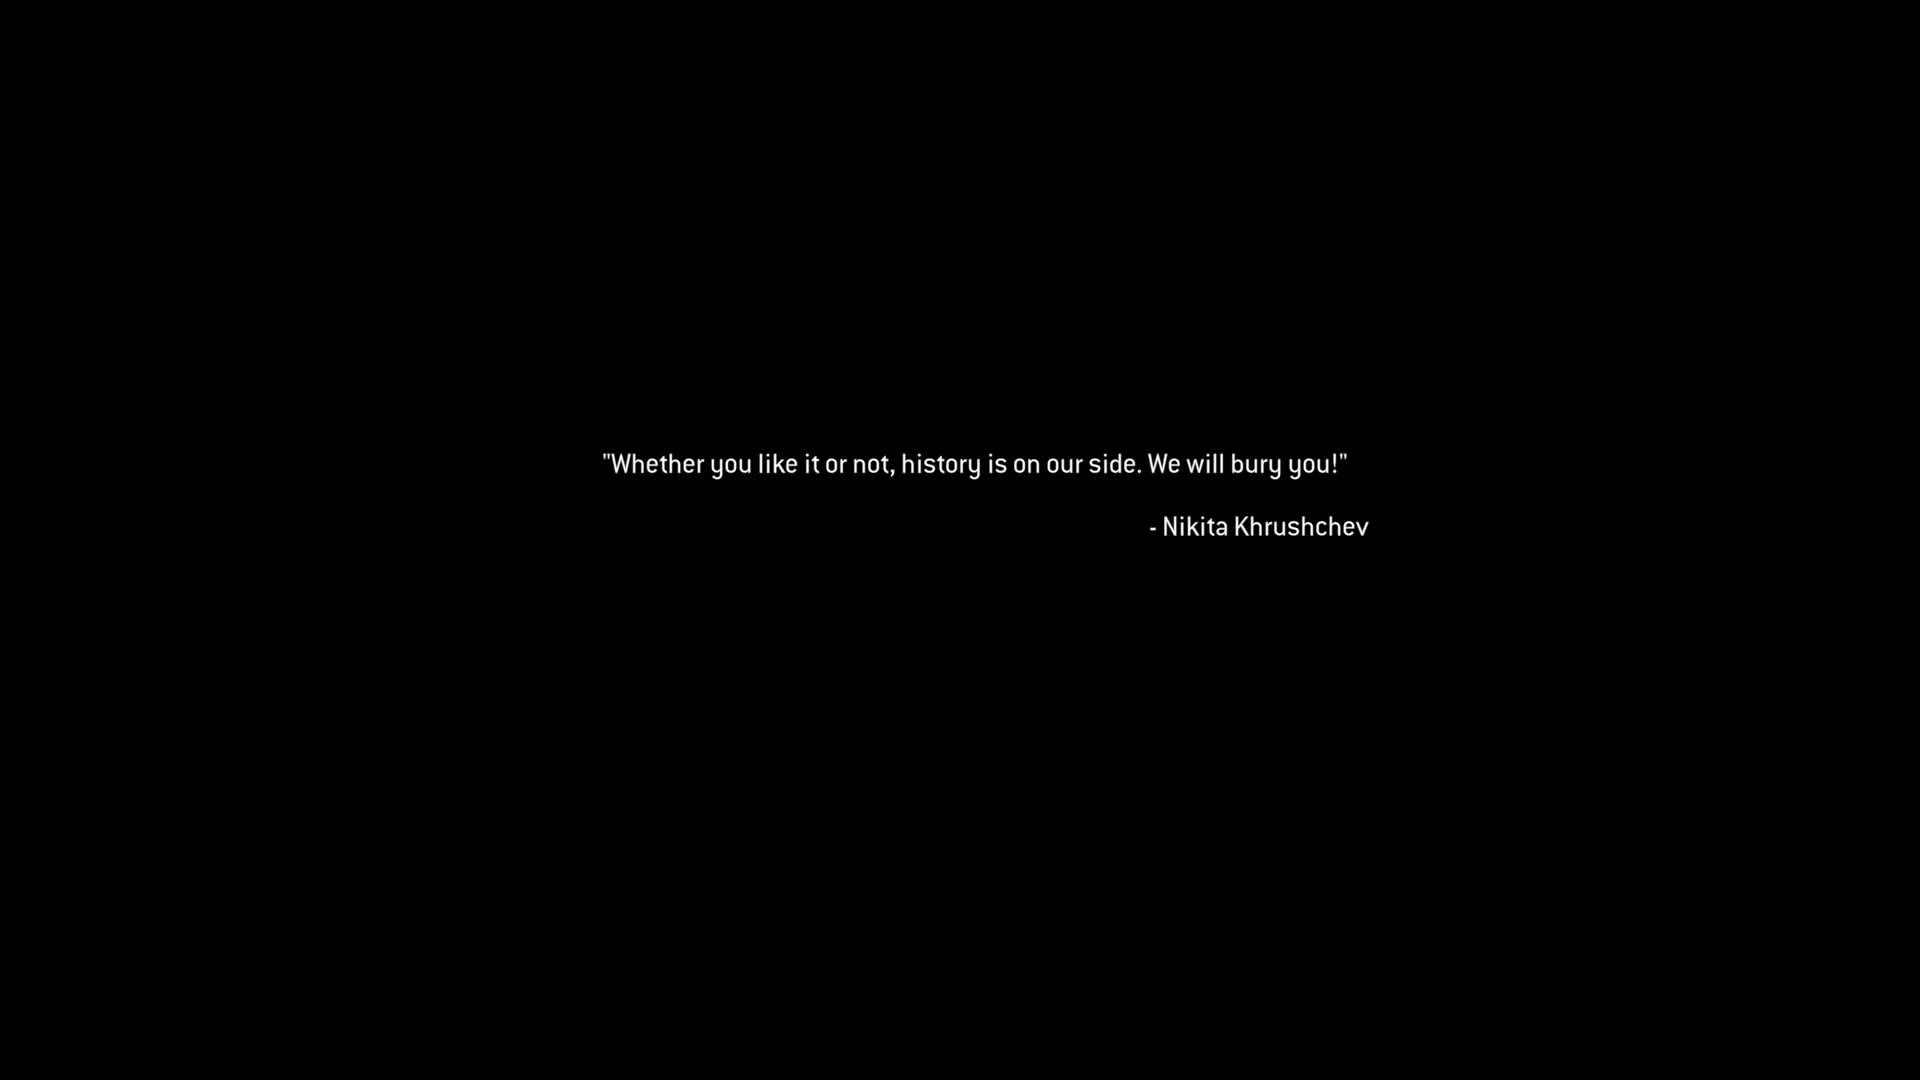 "Whether you like it or not, history is on our side. We will bury you!"
- Nikita Khrushchev